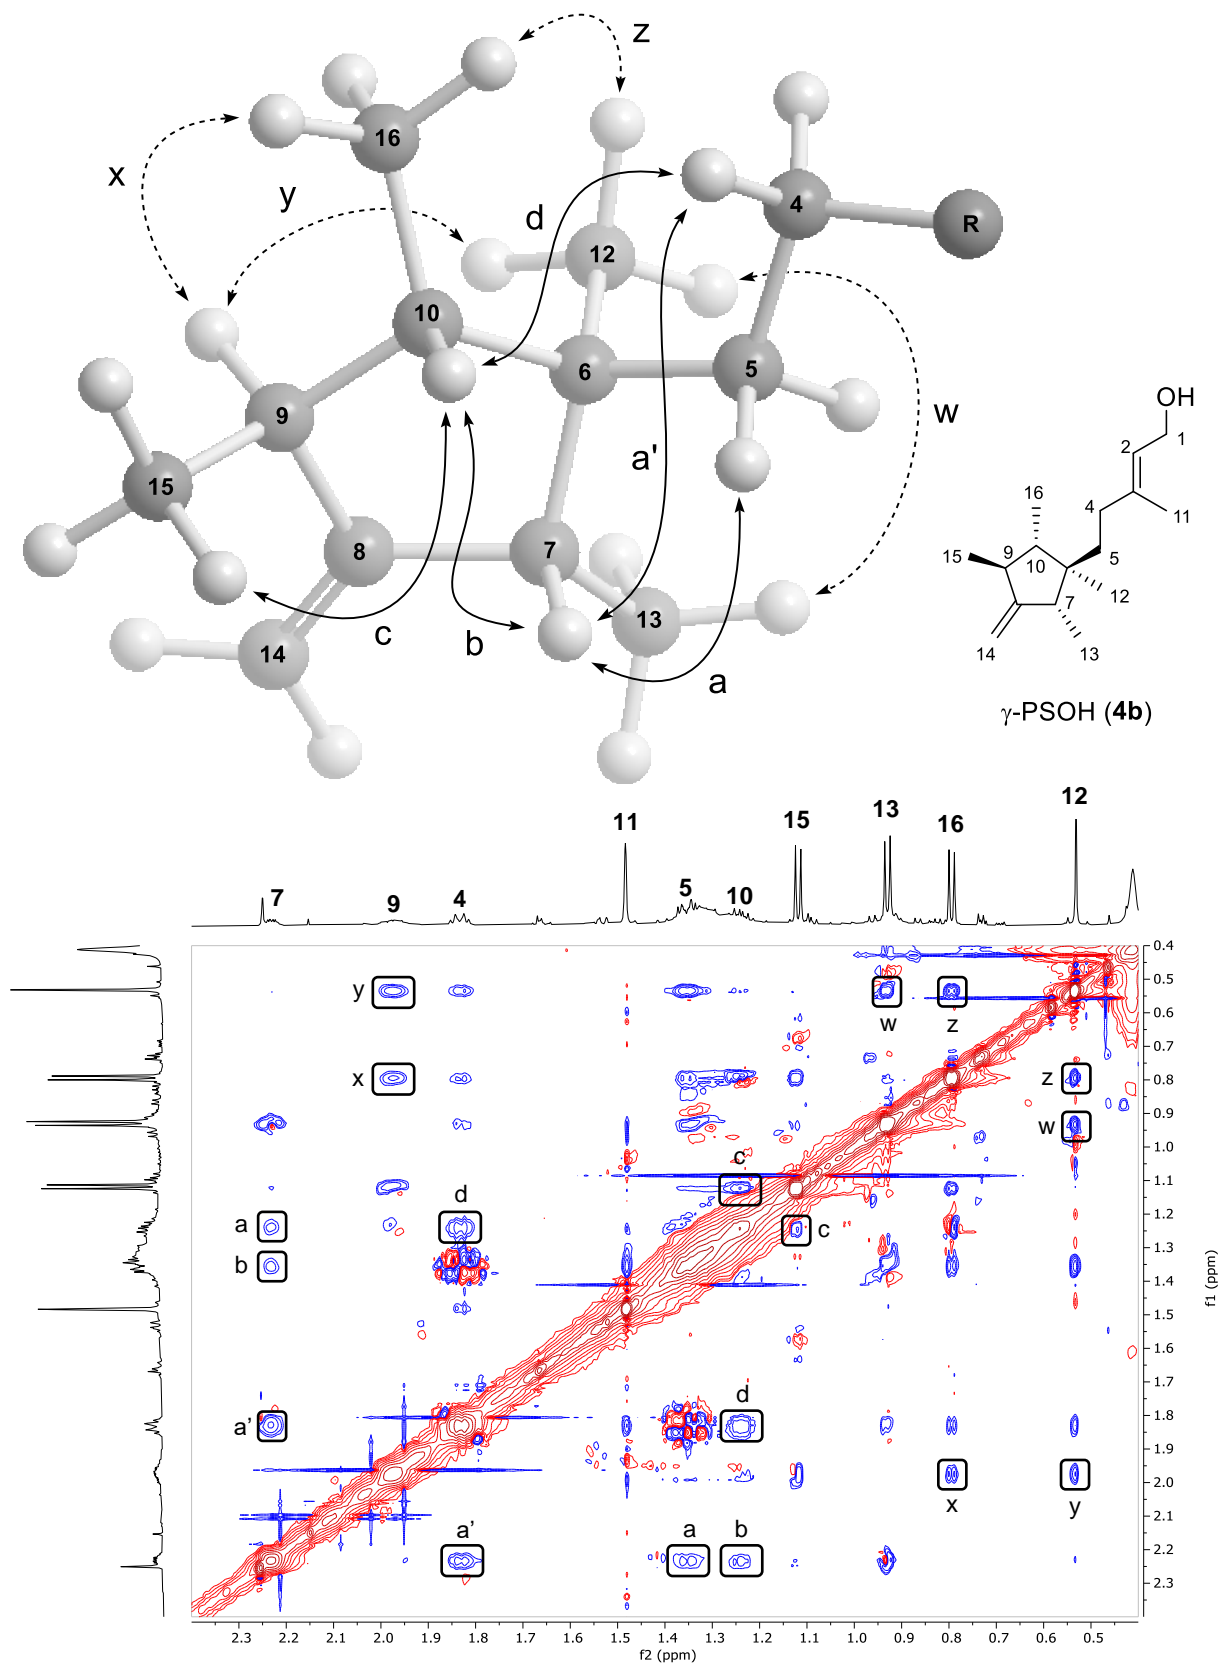 z
16
x
y
4
R
d
12
10
6
5
9
w
a'
15
8
7
13
c
b
14
a
OH
2
1
16
4
11
15
9
10
5
12
7
14
13
γ-PSOH (4b)
12
13
11
15
16
7
9
4
5
10
y
w
z
x
z
w
c
d
a
c
b
d
a'
x
y
a'
a
b
0.4
0.5
0.6
0.7
0.8
0.9
1.0
1.1
1.2
1.3
1.4
1.5
1.6
1.7
1.8
1.9
2.0
2.1
2.2
2.3
f1 (ppm)
2.3 2.2 2.1 2.0 1.9 1.8 1.7 1.6 1.5 1.4 1.3 1.2 1.1 1.0 0.9 0.8 0.7 0.6 0.5
f2 (ppm)